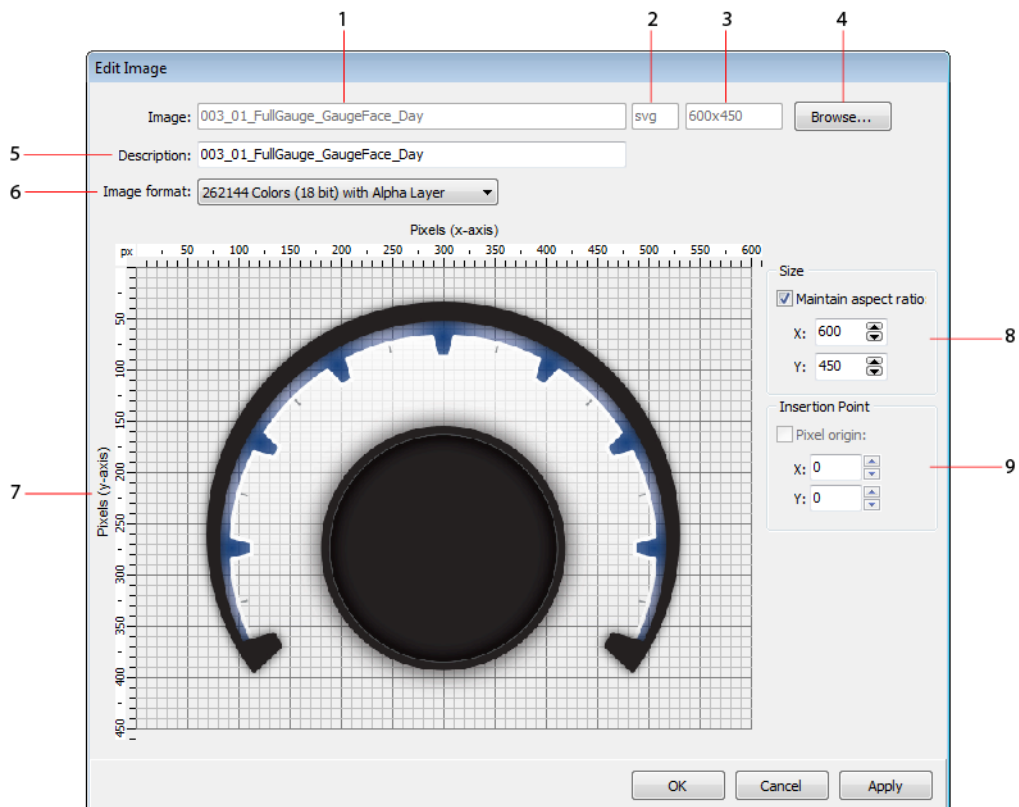 1 2 3 4
Edit Image
Image: 003_01_FullGauge_GaugeFace_Day svg 600x450 Browse...
5 Description: 003_01_FullGauge_GaugeFace_Day
6 Image format: 262144 Colors (18 bit) with Alpha Layer
Pixels (x-axis)
px 50 100 150 200 250 300 350 400 450 500 550 600
Size
Maintain aspect ratio
X: 600
8
Y: 450
Insertion Point
Pixel origin:
X: 0
9
Y: 0
7
Pixels (y-axis)
50
100
150
200
250
300
350
400
450
OK Cancel Apply